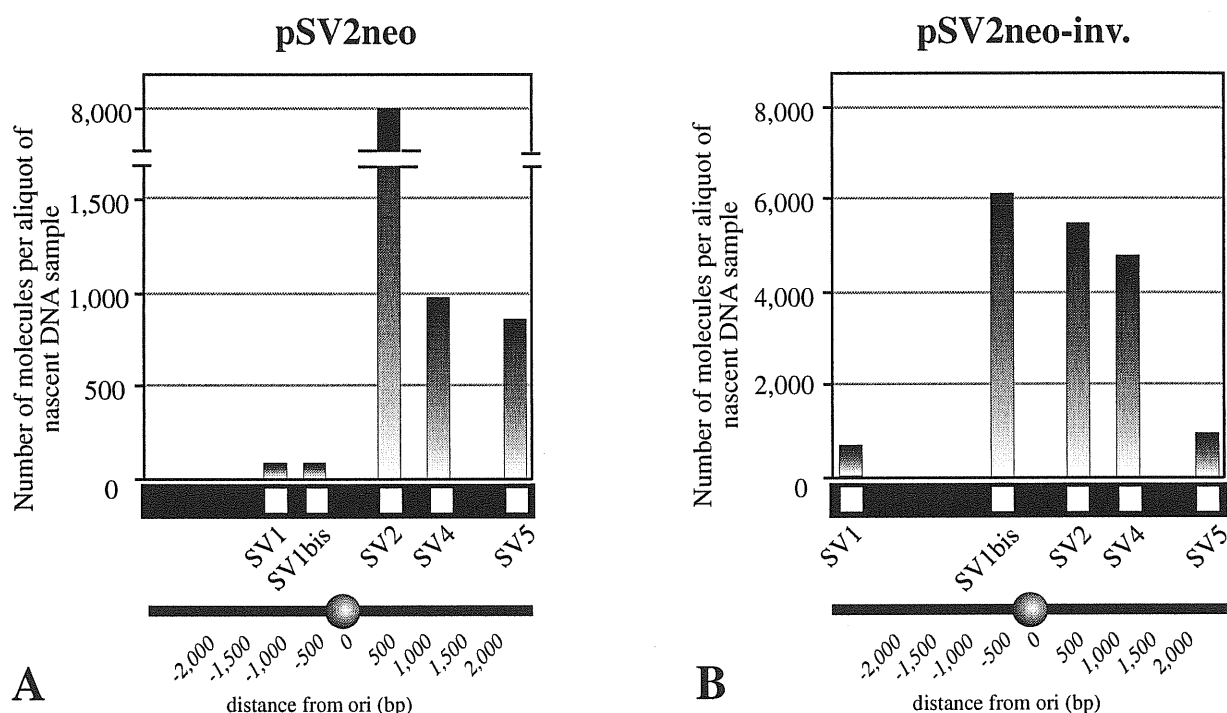 pSV2neo
Number of molecules per aliquot of
nascent DNA sample
8,000
1,500
1,000
500
0
SV1
SV1bis
SV2
SV4
SV5
-2,000
-1,500
-1,000
-500
0
500
1,000
1,500
2,000
distance from ori (bp)
A
pSV2neo-inv.
Number of molecules per aliquot of
nascent DNA sample
8,000
6,000
4,000
2,000
0
SV1
SV1bis
SV2
SV4
SV5
-2,000
-1,500
-1,000
-500
0
500
1,000
1,500
2,000
distance from ori (bp)
B